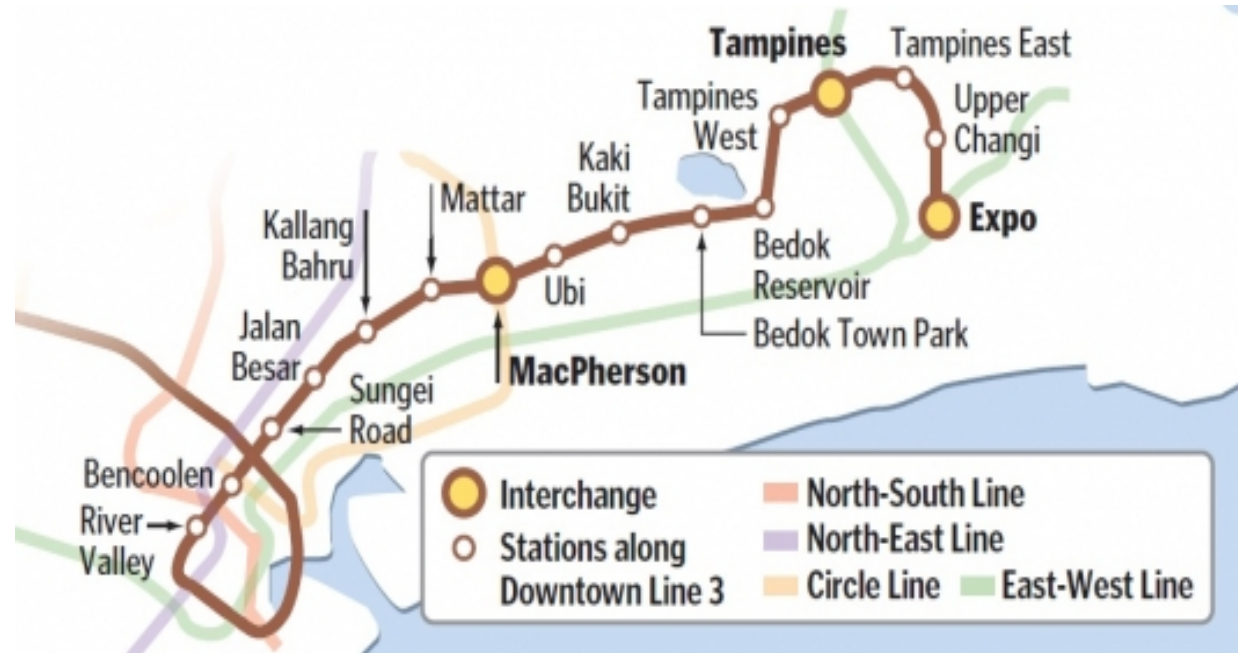 Tampines
Tampines East
Tampines
West
Upper
Changi
Kaki
Bukit
Mattar
Kallang
Bahru
Expo
Bedok
Reservoir
Ubi
Bedok Town Park
Jalan
Besar
MacPherson
Sungei
Road
Bencoolen
River
Valley
Interchange
Stations along
Downtown Line 3
North-South Line
North-East Line
Circle Line
East-West Line